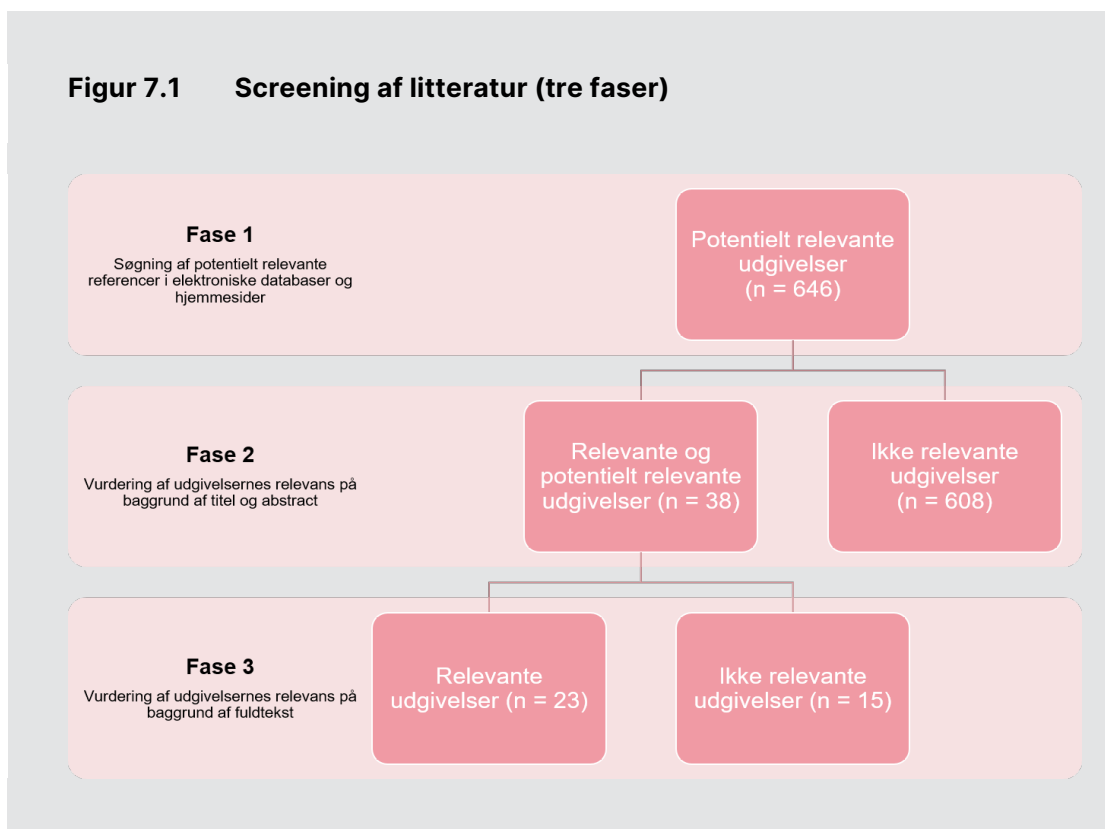 Figur 7.1 Screening af litteratur (tre faser)
Fase 1
Søgning af potentielt relevante
referencer i elektroniske databaser og
hjemmesider
Potentielt relevante
udgivelser
(n = 646)
Fase 2
Vurdering af udgivelsernes relevans på
baggrund af titel og abstract
Relevante og
potentielt relevante
udgivelser (n = 38)
Ikke relevante
udgivelser
(n = 608)
Fase 3
Vurdering af udgivelsernes relevans på
baggrund af fuldtekst
Relevante
udgivelser (n = 23)
Ikke relevante
udgivelser (n = 15)